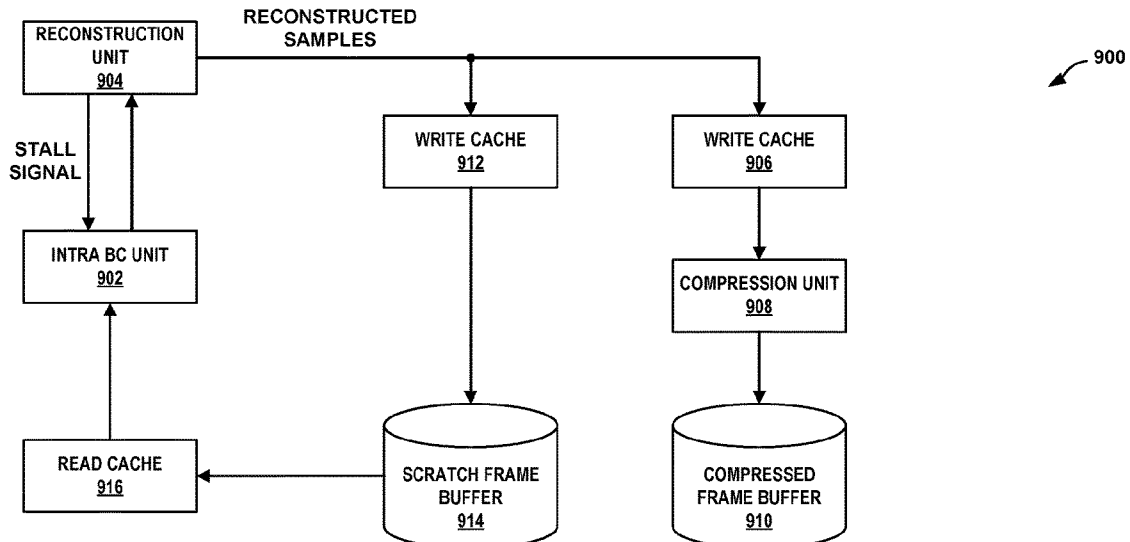 RECONSTRUCTED
SAMPLES
RECONSTRUCTION
UNIT
904
900
STALL
SIGNAL
WRITE CACHE
912
WRITE CACHE
906
INTRA BC UNIT
902
COMPRESSION UNIT
908
READ CACHE
916
SCRATCH FRAME
BUFFER
914
COMPRESSED
FRAME BUFFER
910